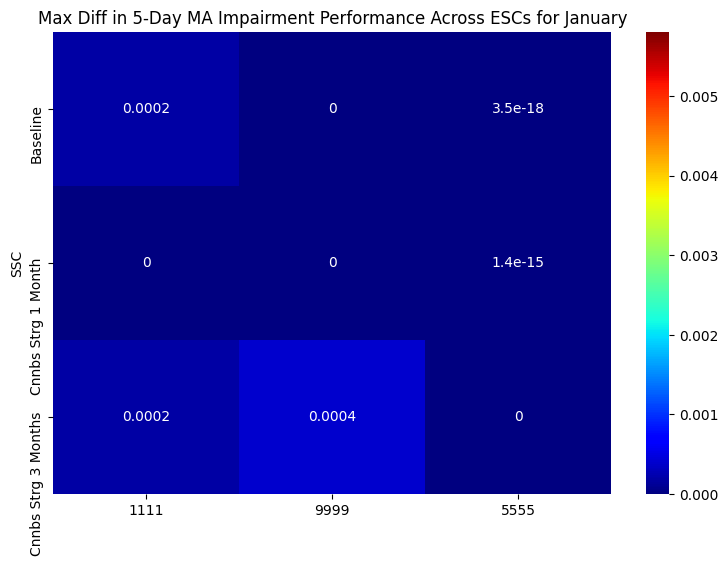 Max Diff in 5-Day MA Impairment Performance Across ESCs for January
SSC
Baseline
Cnnbs Strg 1 Month
Cnnbs Strg 3 Months
0.0002 0 3.5e-18
0 0 1.4e-15
0.0002 0.0004 0
1111 9999 5555
0.005
0.004
0.003
0.002
0.001
0.000